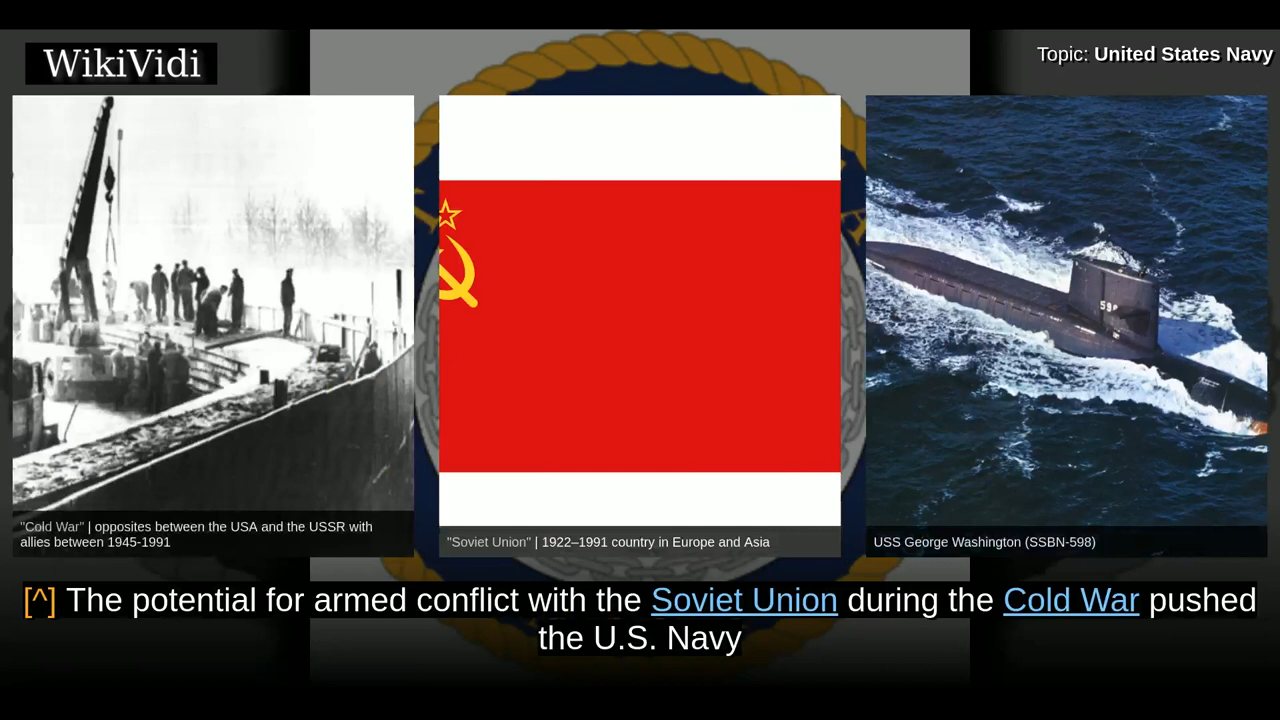 WikiVidi
Topic: United States Navy
"Cold War" | opposites between the USA and the USSR with
allies between 1945-1991
"Soviet Union" | 1922–1991 country in Europe and Asia
USS George Washington (SSBN-598)
[^] The potential for armed conflict with the Soviet Union during the Cold War pushed
the U.S. Navy